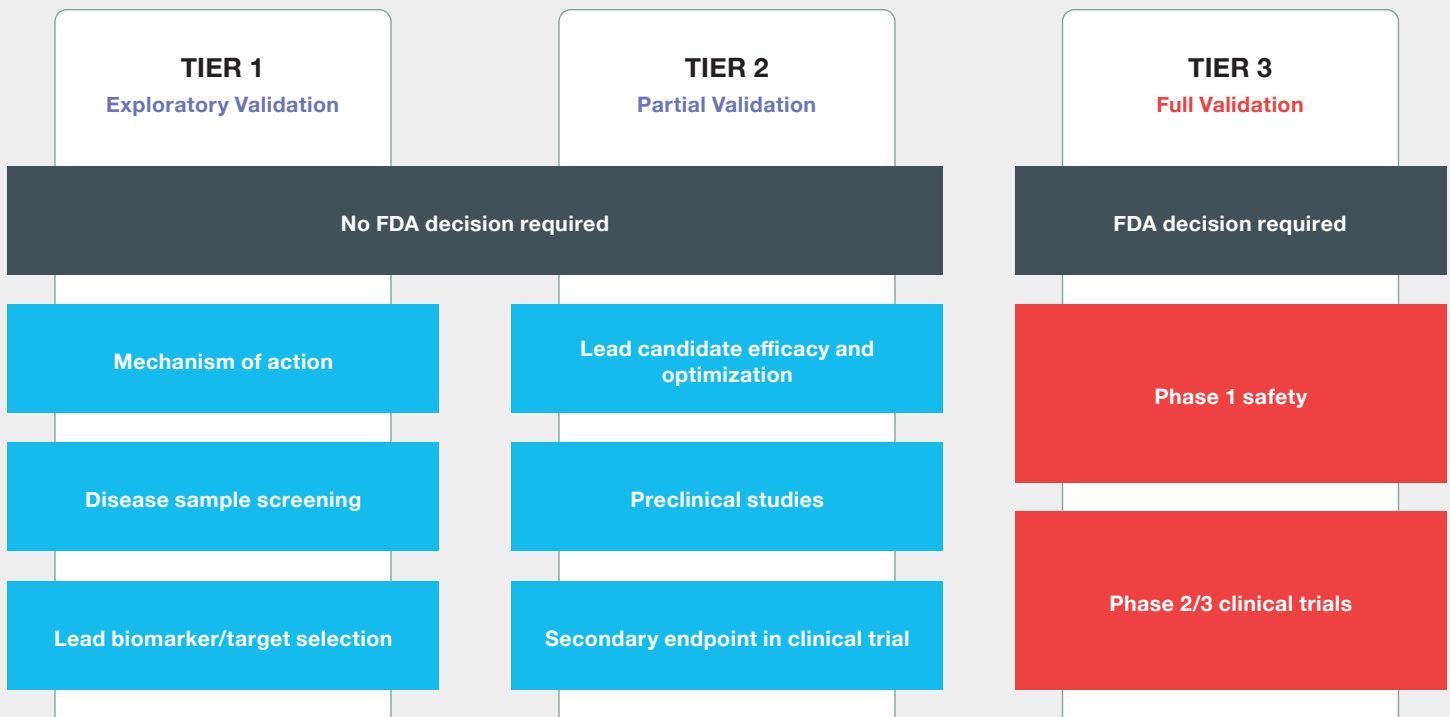 TIER 1
Exploratory Validation
TIER 2
Partial Validation
TIER 3
Full Validation
No FDA decision required
FDA decision required
Mechanism of action
Lead candidate efficacy and
optimization
Phase 1 safety
Disease sample screening
Preclinical studies
Phase 2/3 clinical trials
Lead biomarker/target selection
Secondary endpoint in clinical trial